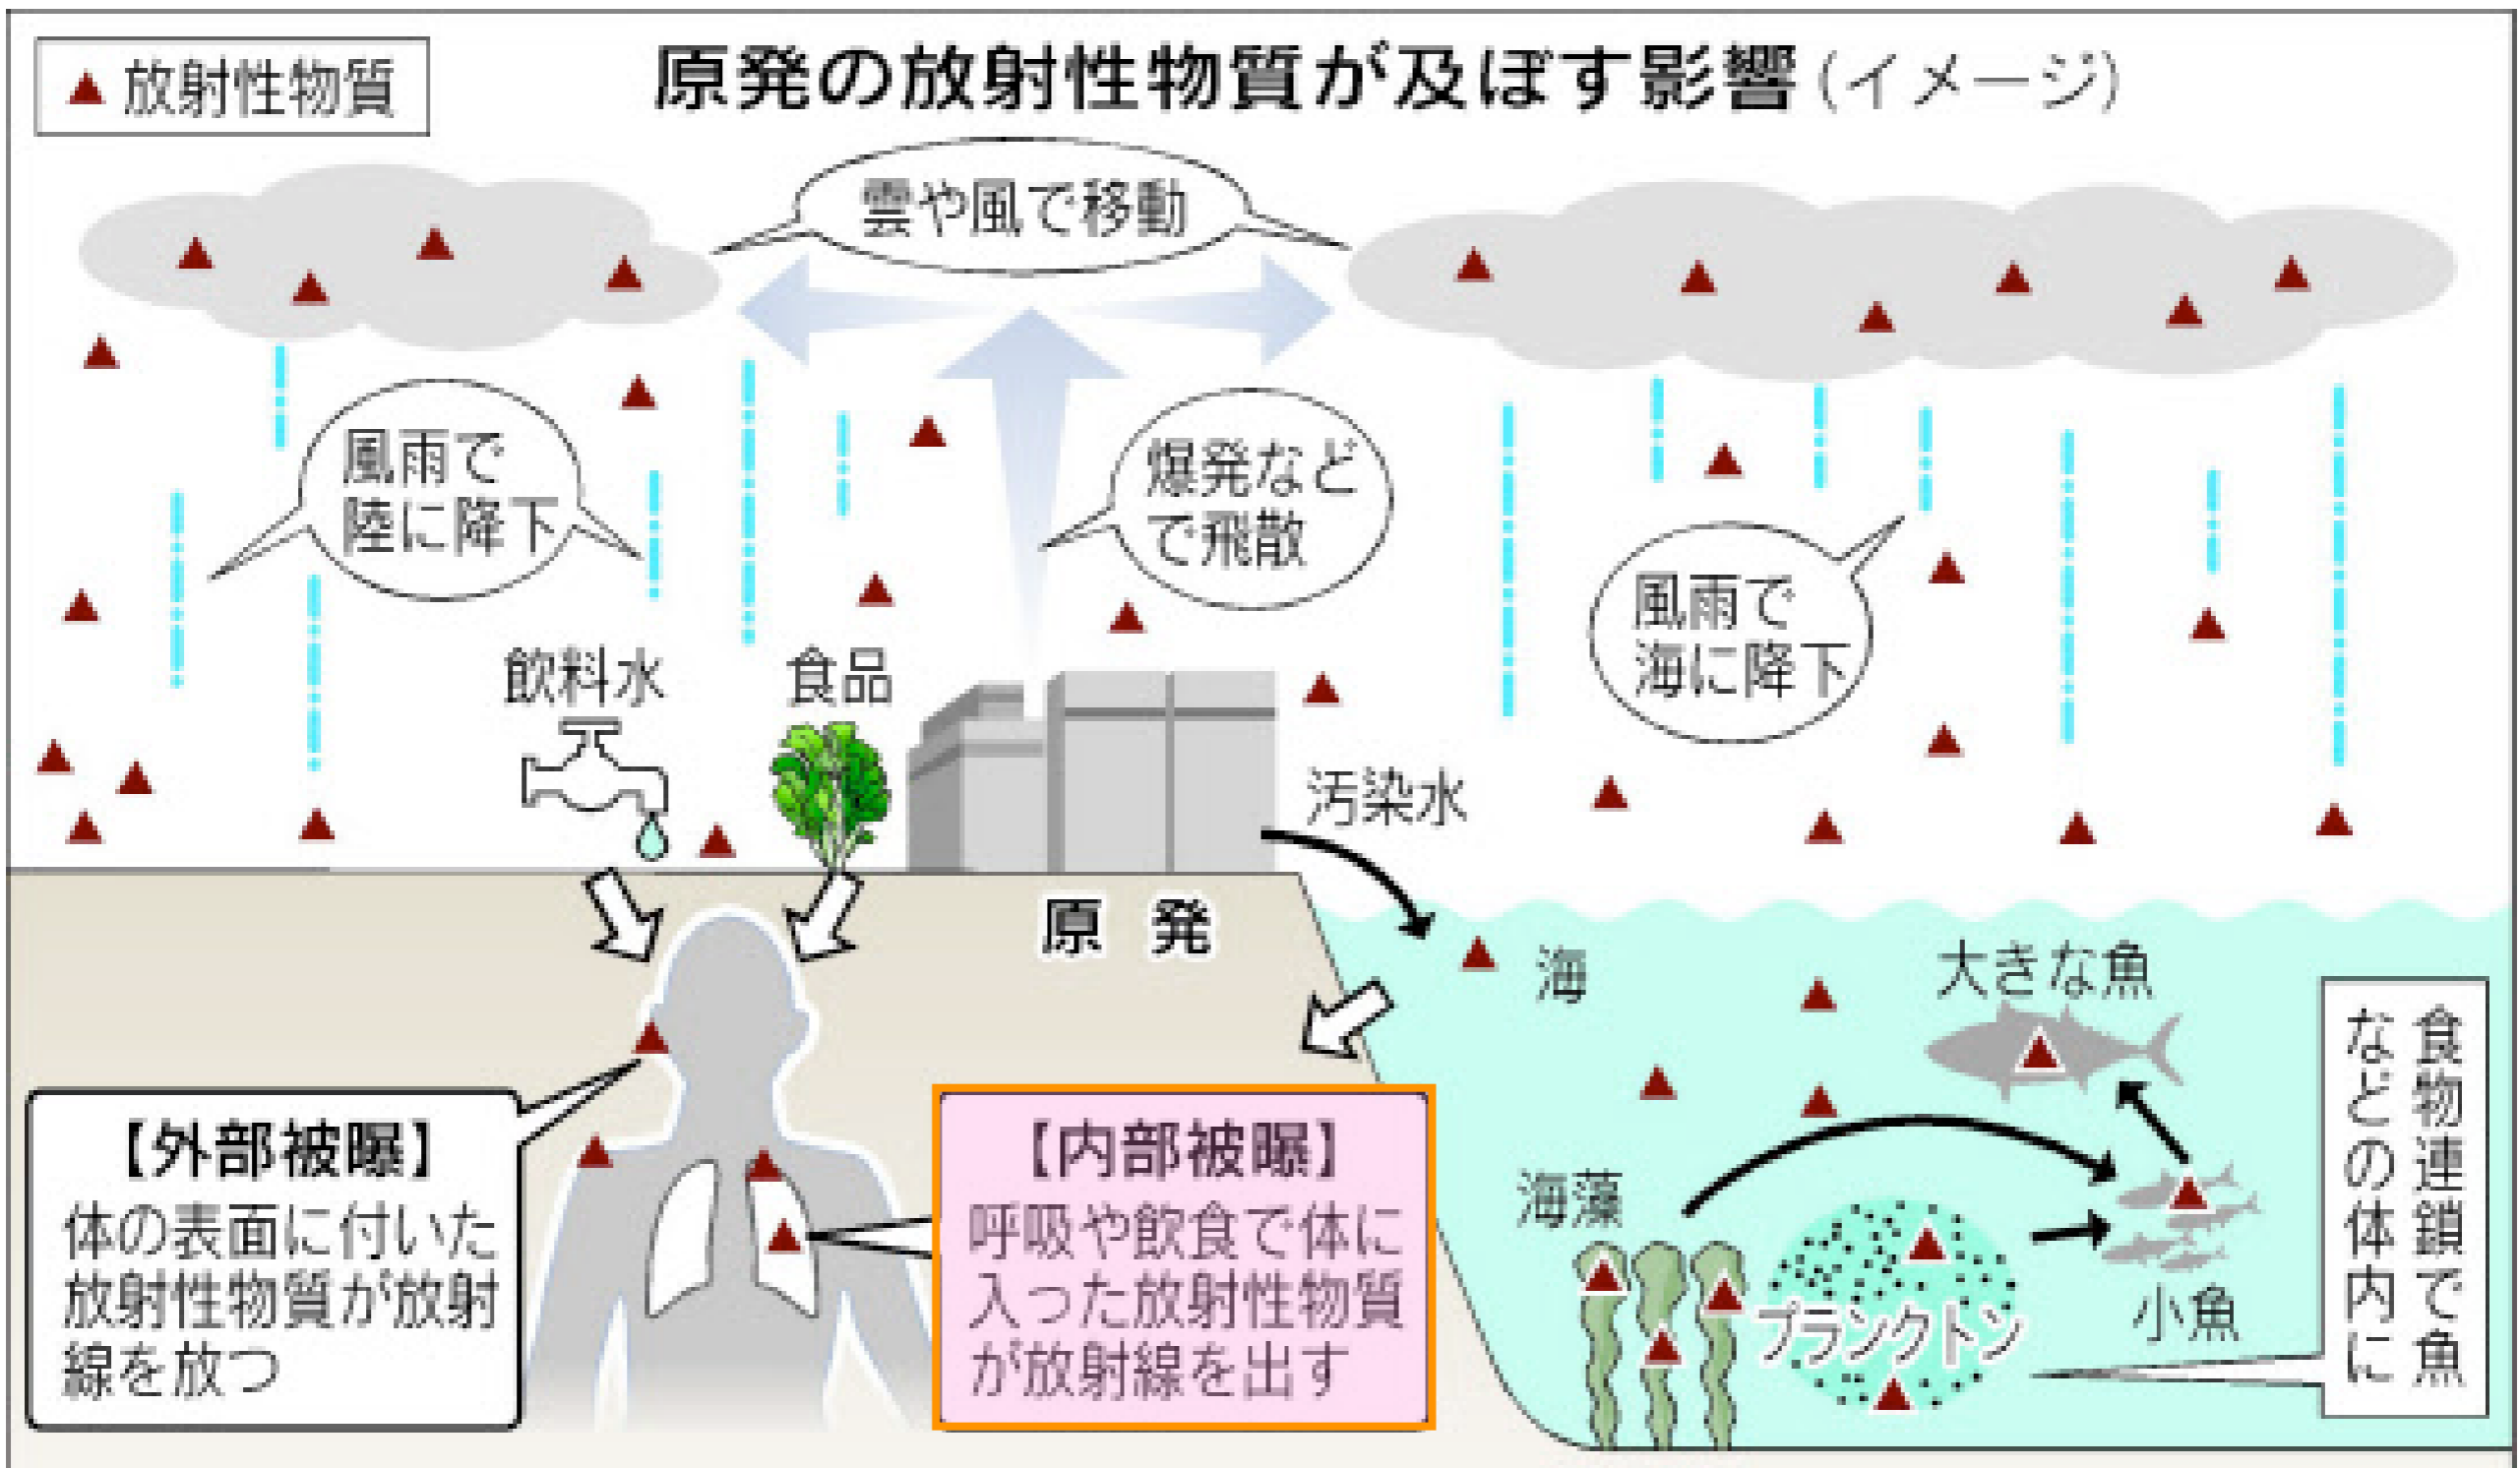 ▲放射性物質
原発の放射性物質が及ぼす影響(イメージ)
雲や風で移動
風雨で
陸に降下
爆発など
で飛散
風雨で
海に降下
飲料水
食品
汚染水
原発
海
大きな魚
食物連鎖で魚
などの体内に
【外部被曝】
体の表面に付いた
放射性物質が放射
線を放つ
【内部被曝】
呼吸や飲食で体に
入った放射性物質
が放射線を出す
海藻
プランクトン
小魚